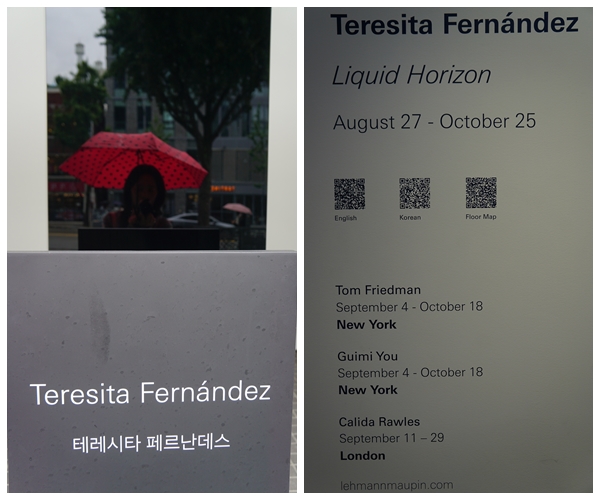 Teresita Fernández
테레시타 페르난데스
Teresita Fernández
Liquid Horizon
August 27 - October 25
English
Korean
Floor Map
Tom Friedman
September 4 - October 18
New York
Guimi You
September 4 - October 18
New York
Calida Rawles
September 11 – 29
London
lehmannmaupin.com